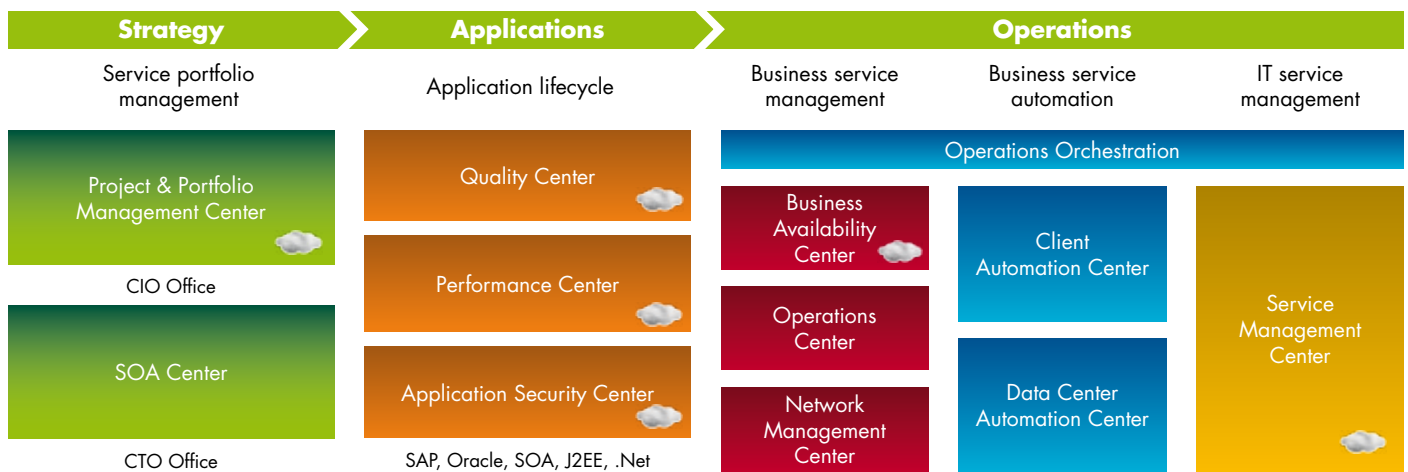 Strategy
Applications
Operations
Service portfolio
management
Application lifecycle
Business service
management
Business service
automation
IT service
management
Project & Portfolio
Management Center
CIO Office
SOA Center
CTO Office
Quality Center
Performance Center
Application Security Center
SAP, Oracle, SOA, J2EE, .Net
Operations Orchestration
Business
Availability
Center
Operations
Center
Network
Management
Center
Client
Automation Center
Data Center
Automation Center
Service
Management
Center